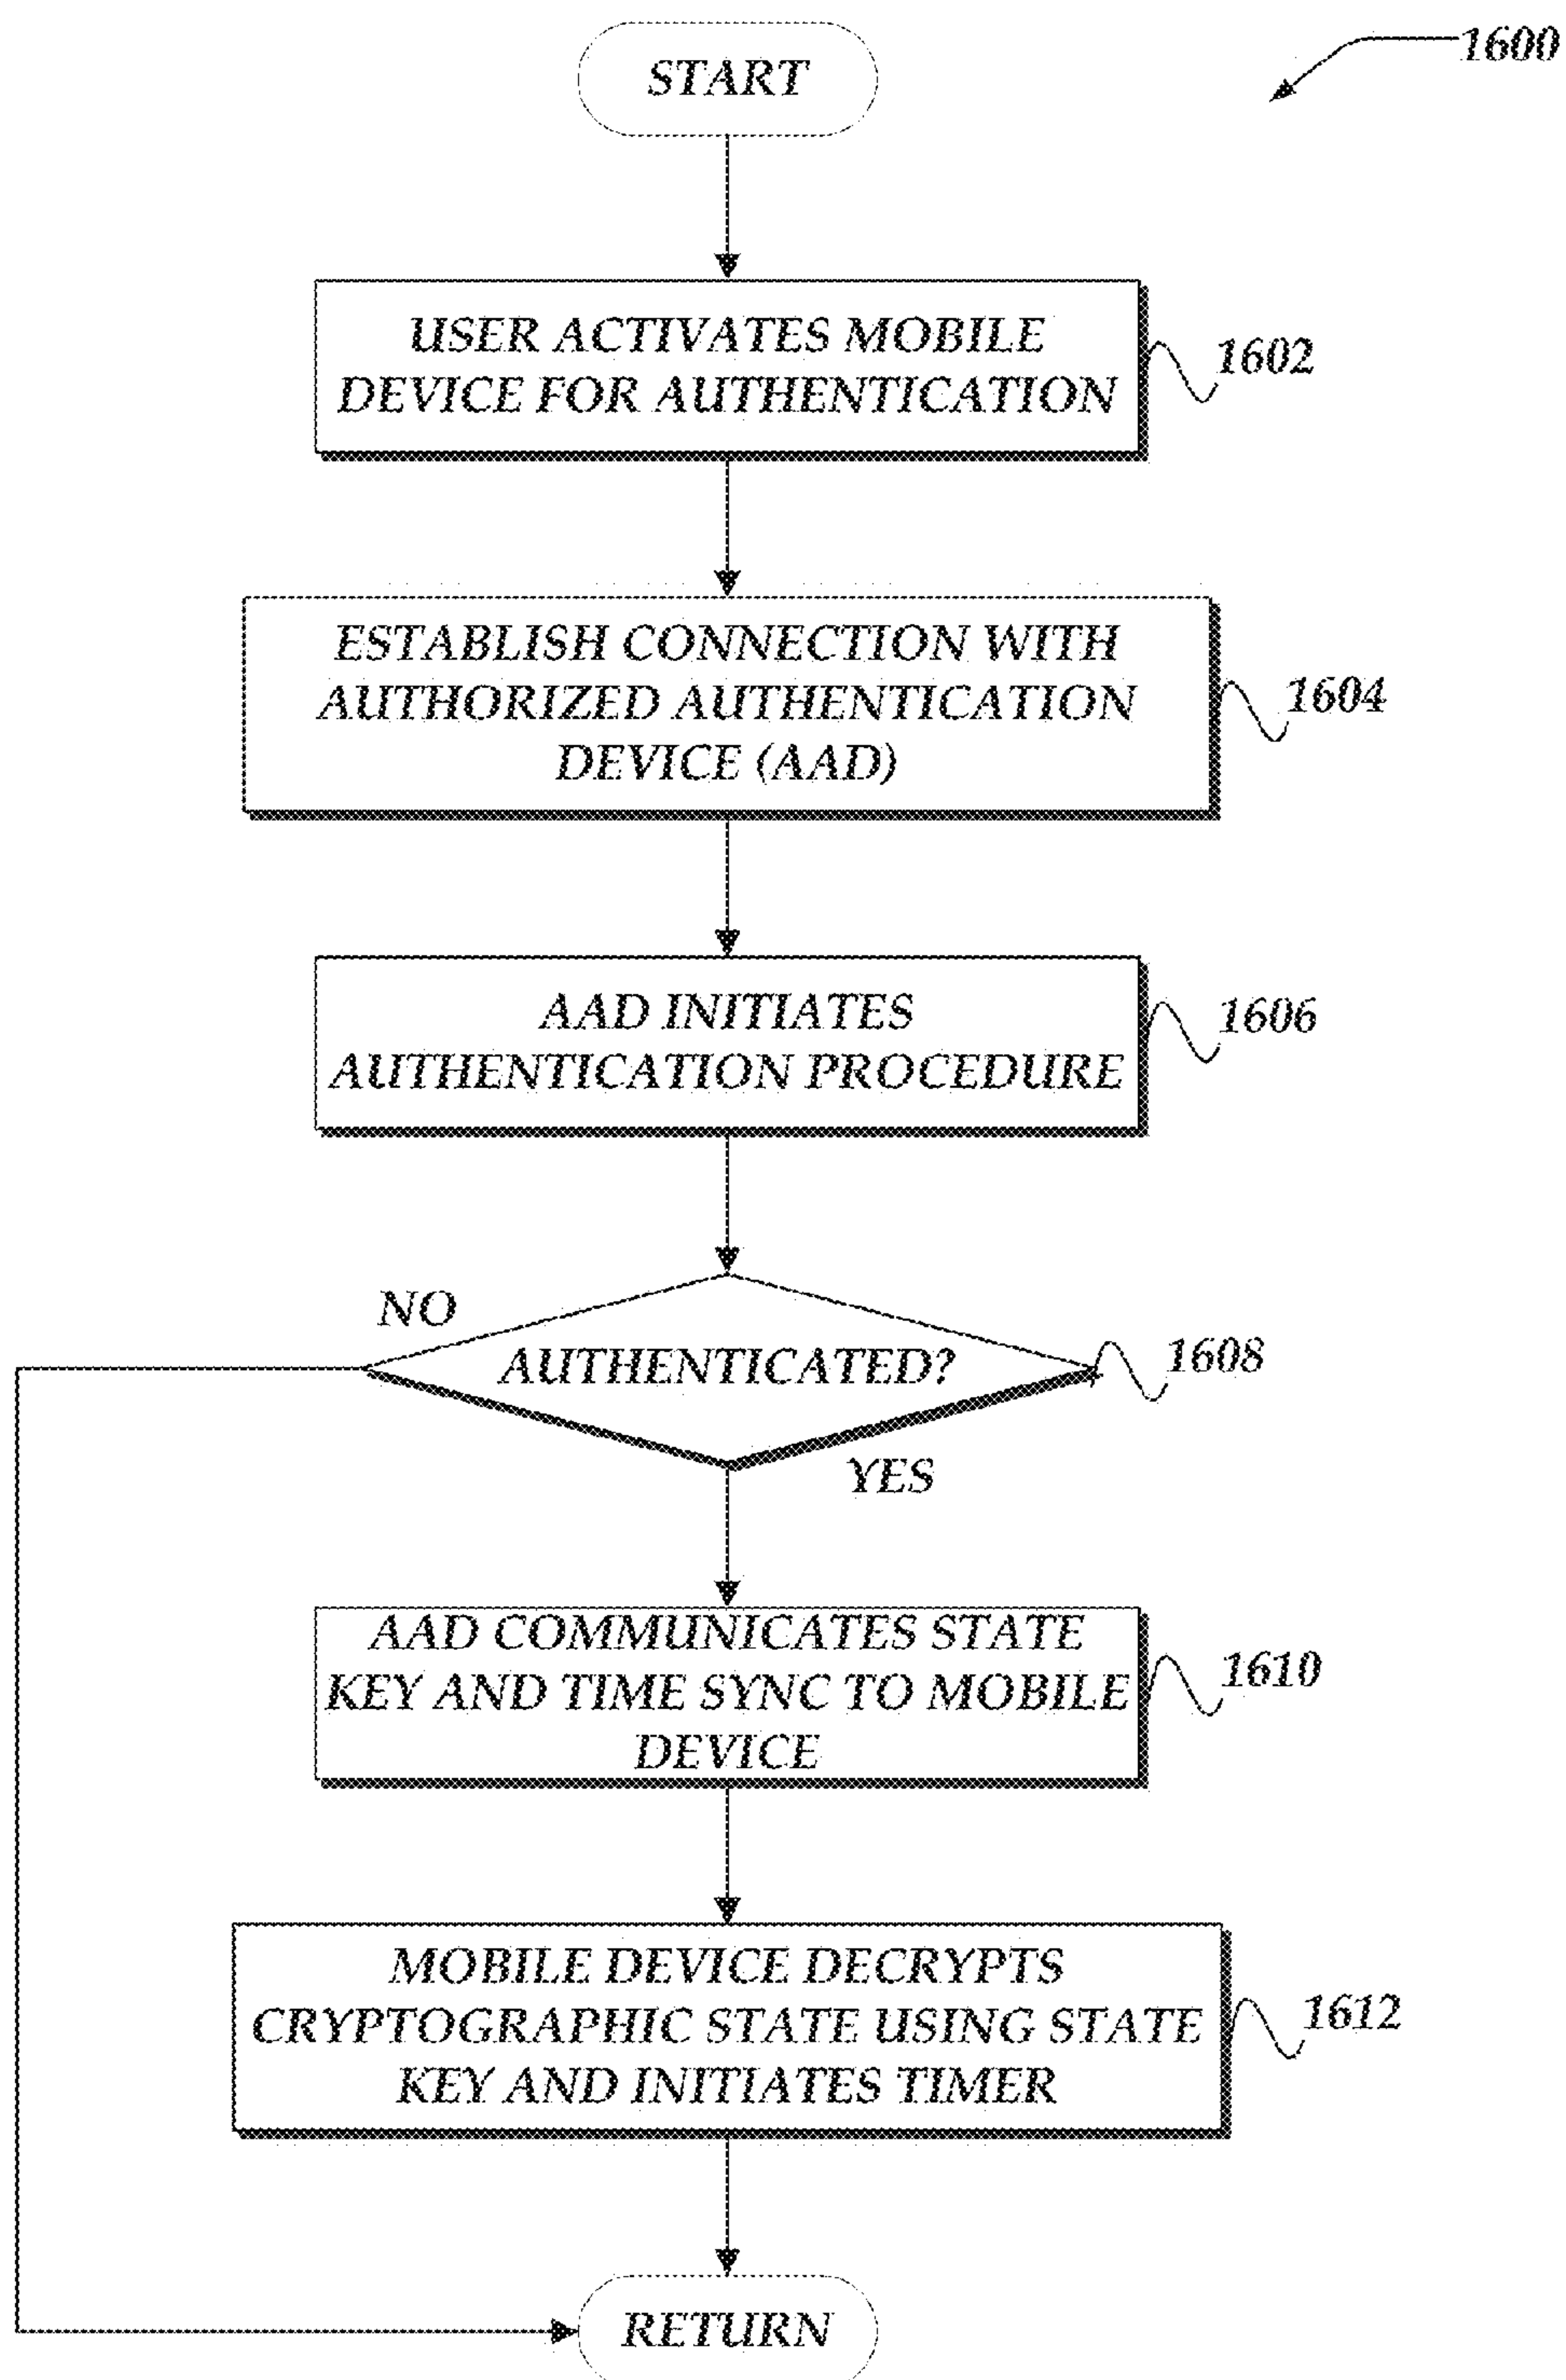 START
1600
USER ACTIVATES MOBILE
DEVICE FOR AUTHENTICATION
1602
ESTABLISH CONNECTION WITH
AUTHORIZED AUTHENTICATION
DEVICE (AAD)
1604
AAD INITIATES
AUTHENTICATION PROCEDURE
1606
NO
AUTHENTICATED?
1608
YES
AAD COMMUNICATES STATE
KEY AND TIME SYNC TO MOBILE
DEVICE
1610
MOBILE DEVICE DECRYPTS
CRYPTOGRAPHIC STATE USING STATE
KEY AND INITIATES TIMER
1612
RETURN